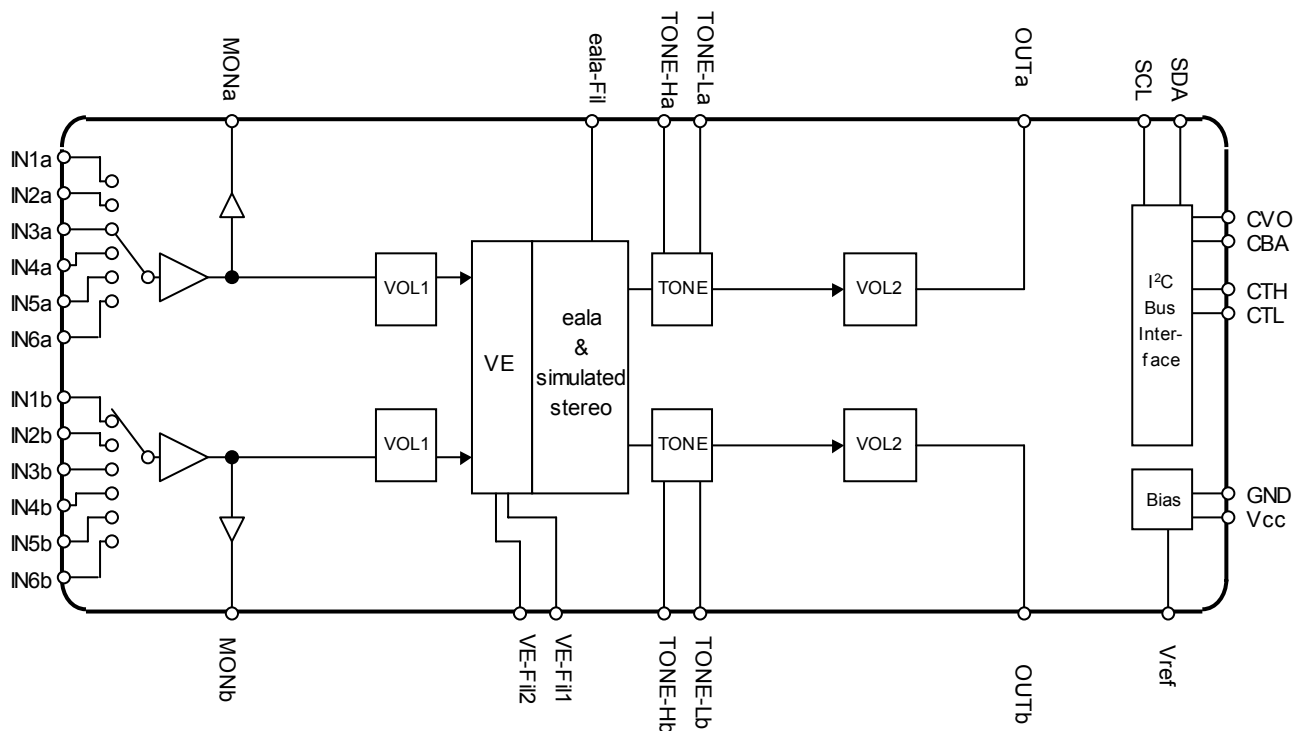 MONa
eala-Fil
TONE-Ha
TONE-La
OUTa
SCL
SDA
IN1a
IN2a
IN3a
IN4a
IN5a
IN6a
IN1b
IN2b
IN3b
IN4b
IN5b
IN6b
VOL1
VOL1
VE
eala
&
simulated
stereo
TONE
TONE
VOL2
VOL2
I²C
Bus
Inter-
face
Bias
CVO
CBA
CTH
CTL
GND
Vcc
MONb
VE-Fil2
VE-Fil1
TONE-Hb
TONE-Lb
OUTb
Vref